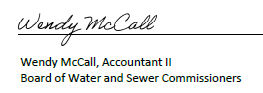 Wendy McCall
Wendy McCall, Accountant II
Board of Water and Sewer Commissioners